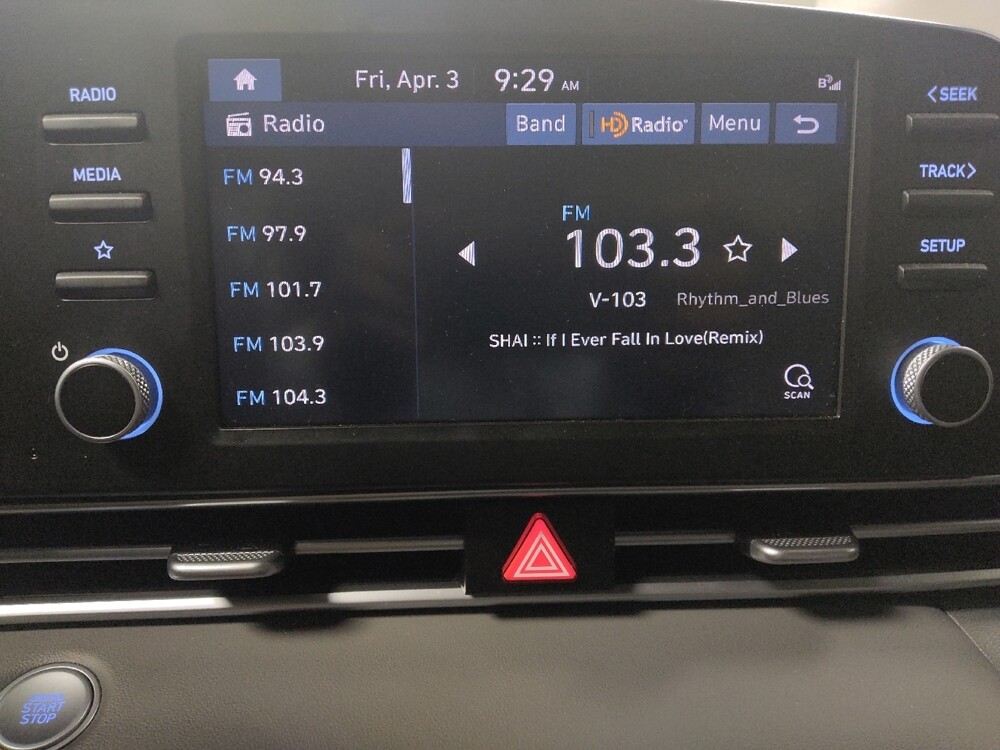 RADIO
MEDIA
Fri, Apr. 3 9:29 AM
B
Radio Band HD Radio Menu
FM 94.3
FM 97.9
FM 101.7
FM 103.9
FM 104.3
FM
103.3
V-103 Rhythm_and_Blues
SHAI :: If I Ever Fall In Love(Remix)
SCAN
<SEEK
TRACK>
SETUP
START
STOP